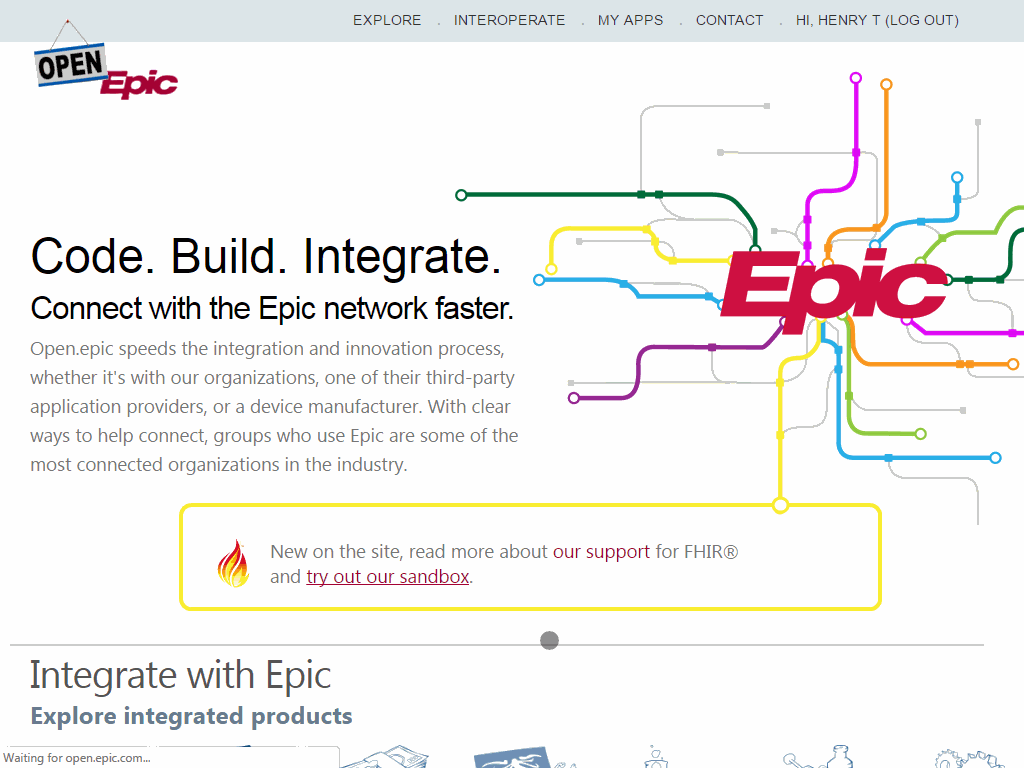 EXPLORE . INTEROPERATE . MY APPS . CONTACT . HI, HENRY T (LOG OUT)
OPEN
Epic
Code. Build. Integrate.
Connect with the Epic network faster.
Open.epic speeds the integration and innovation process,
whether it's with our organizations, one of their third-party
application providers, or a device manufacturer. With clear
ways to help connect, groups who use Epic are some of the
most connected organizations in the industry.
Epic
New on the site, read more about our support for FHIR®
and try out our sandbox.
Integrate with Epic
Explore integrated products
Waiting for open.epic.com...